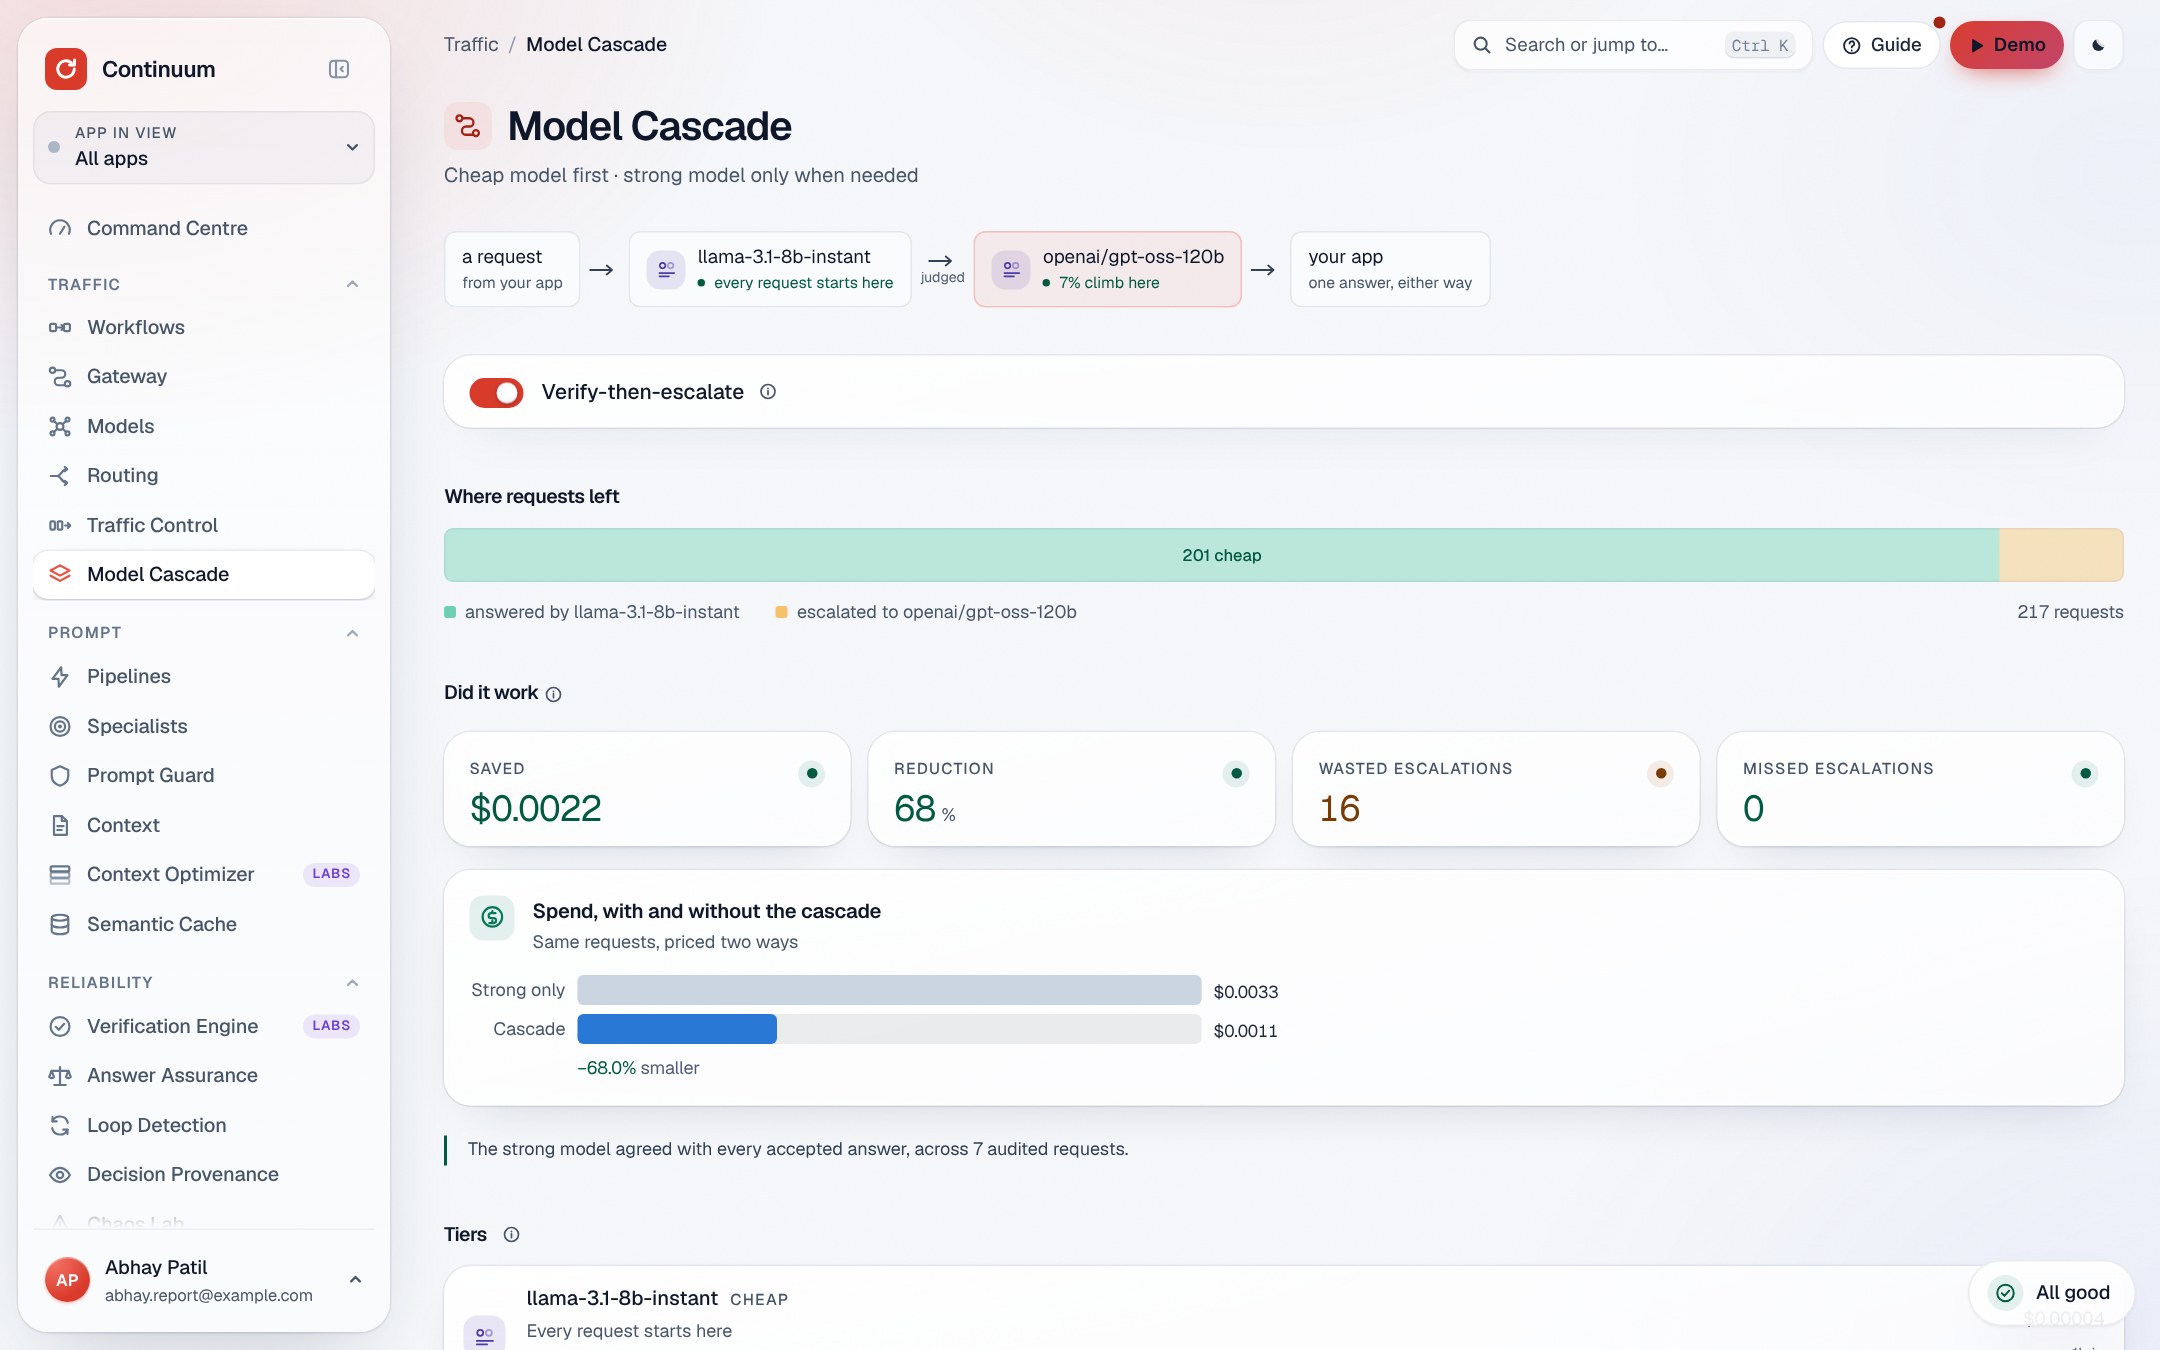 Continuum
APP IN VIEW
All apps
Command Centre
TRAFFIC
Workflows
Gateway
Models
Routing
Traffic Control
Model Cascade
PROMPT
Pipelines
Specialists
Prompt Guard
Context
Context Optimizer LABS
Semantic Cache
RELIABILITY
Verification Engine LABS
Answer Assurance
Loop Detection
Decision Provenance
Chaos Lab
AP
Abhay Patil
abhay.report@example.com
Traffic / Model Cascade
Search or jump to... Ctrl K
Guide
Demo
Model Cascade
Cheap model first · strong model only when needed
a request
from your app
llama-3.1-8b-instant
every request starts here
judged
openai/gpt-oss-120b
7% climb here
your app
one answer, either way
Verify-then-escalate
Where requests left
201 cheap
answered by llama-3.1-8b-instant
escalated to openai/gpt-oss-120b
217 requests
Did it work
SAVED
$0.0022
REDUCTION
68 %
WASTED ESCALATIONS
16
MISSED ESCALATIONS
0
Spend, with and without the cascade
Same requests, priced two ways
Strong only $0.0033
Cascade $0.0011
−68.0% smaller
The strong model agreed with every accepted answer, across 7 audited requests.
Tiers
llama-3.1-8b-instant CHEAP
Every request starts here
All good
$0.00004